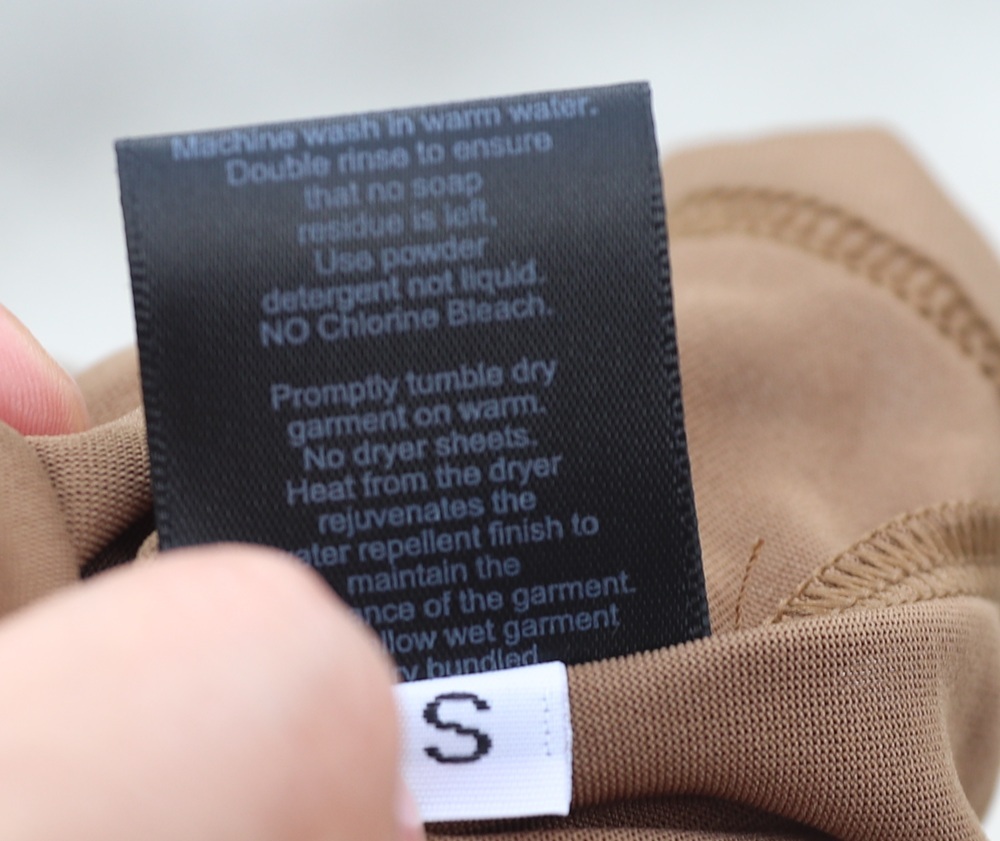 Machine wash in warm water.
Double rinse to ensure
that no soap
residue is left.
Use powder
detergent not liquid.
NO Chlorine Bleach.
Promptly tumble dry
garment on warm.
No dryer sheets.
Heat from the dryer
rejuvenates the
repellent finish to
maintain the
of the garment.
wet garment
bundled
S